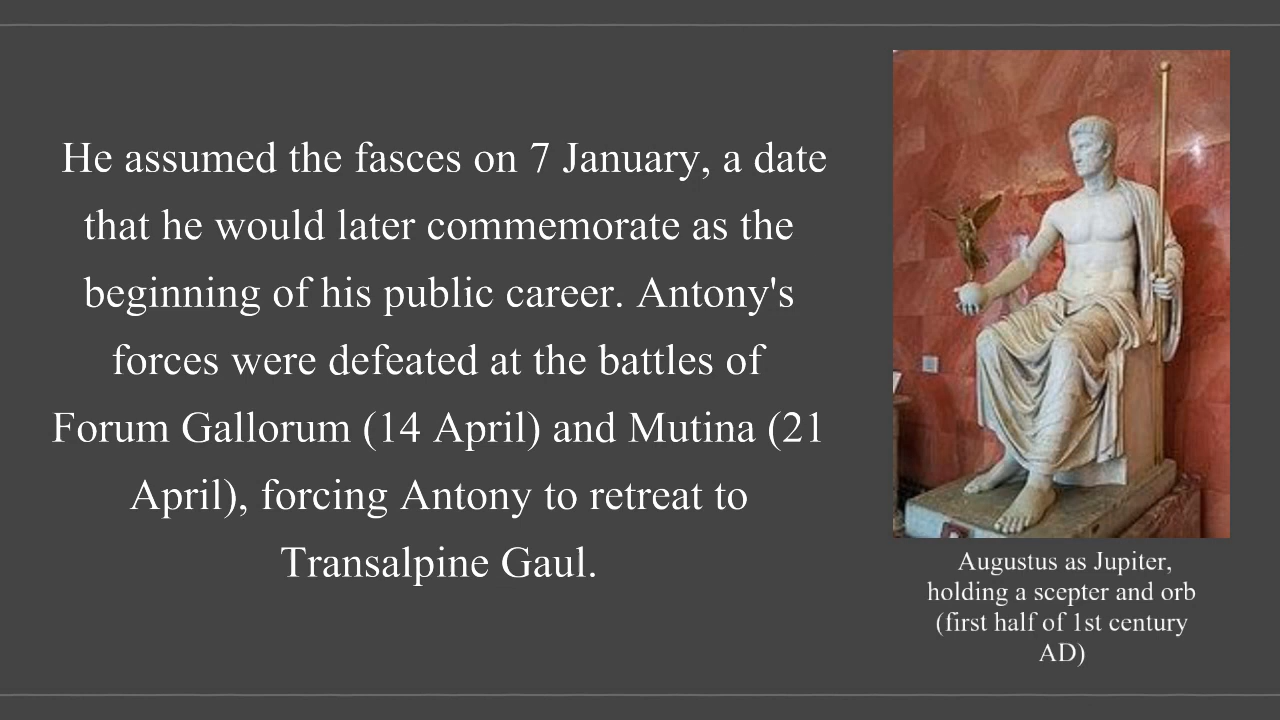 He assumed the fasces on 7 January, a date
that he would later commemorate as the
beginning of his public career. Antony's
forces were defeated at the battles of
Forum Gallorum (14 April) and Mutina (21
April), forcing Antony to retreat to
Transalpine Gaul.
Augustus as Jupiter,
holding a scepter and orb
(first half of 1st century
AD)